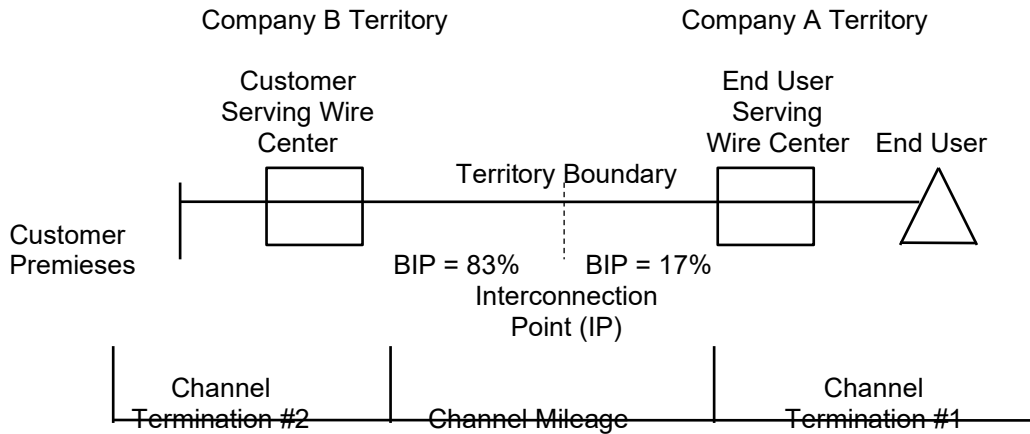 Company B Territory
Company A Territory
Customer
Serving Wire
Center
End User
Serving
Wire Center
End User
Territory Boundary
Customer
Premieses
BIP = 83%
BIP = 17%
Interconnection
Point (IP)
Channel
Termination #2
Channel Mileage
Channel
Termination #1